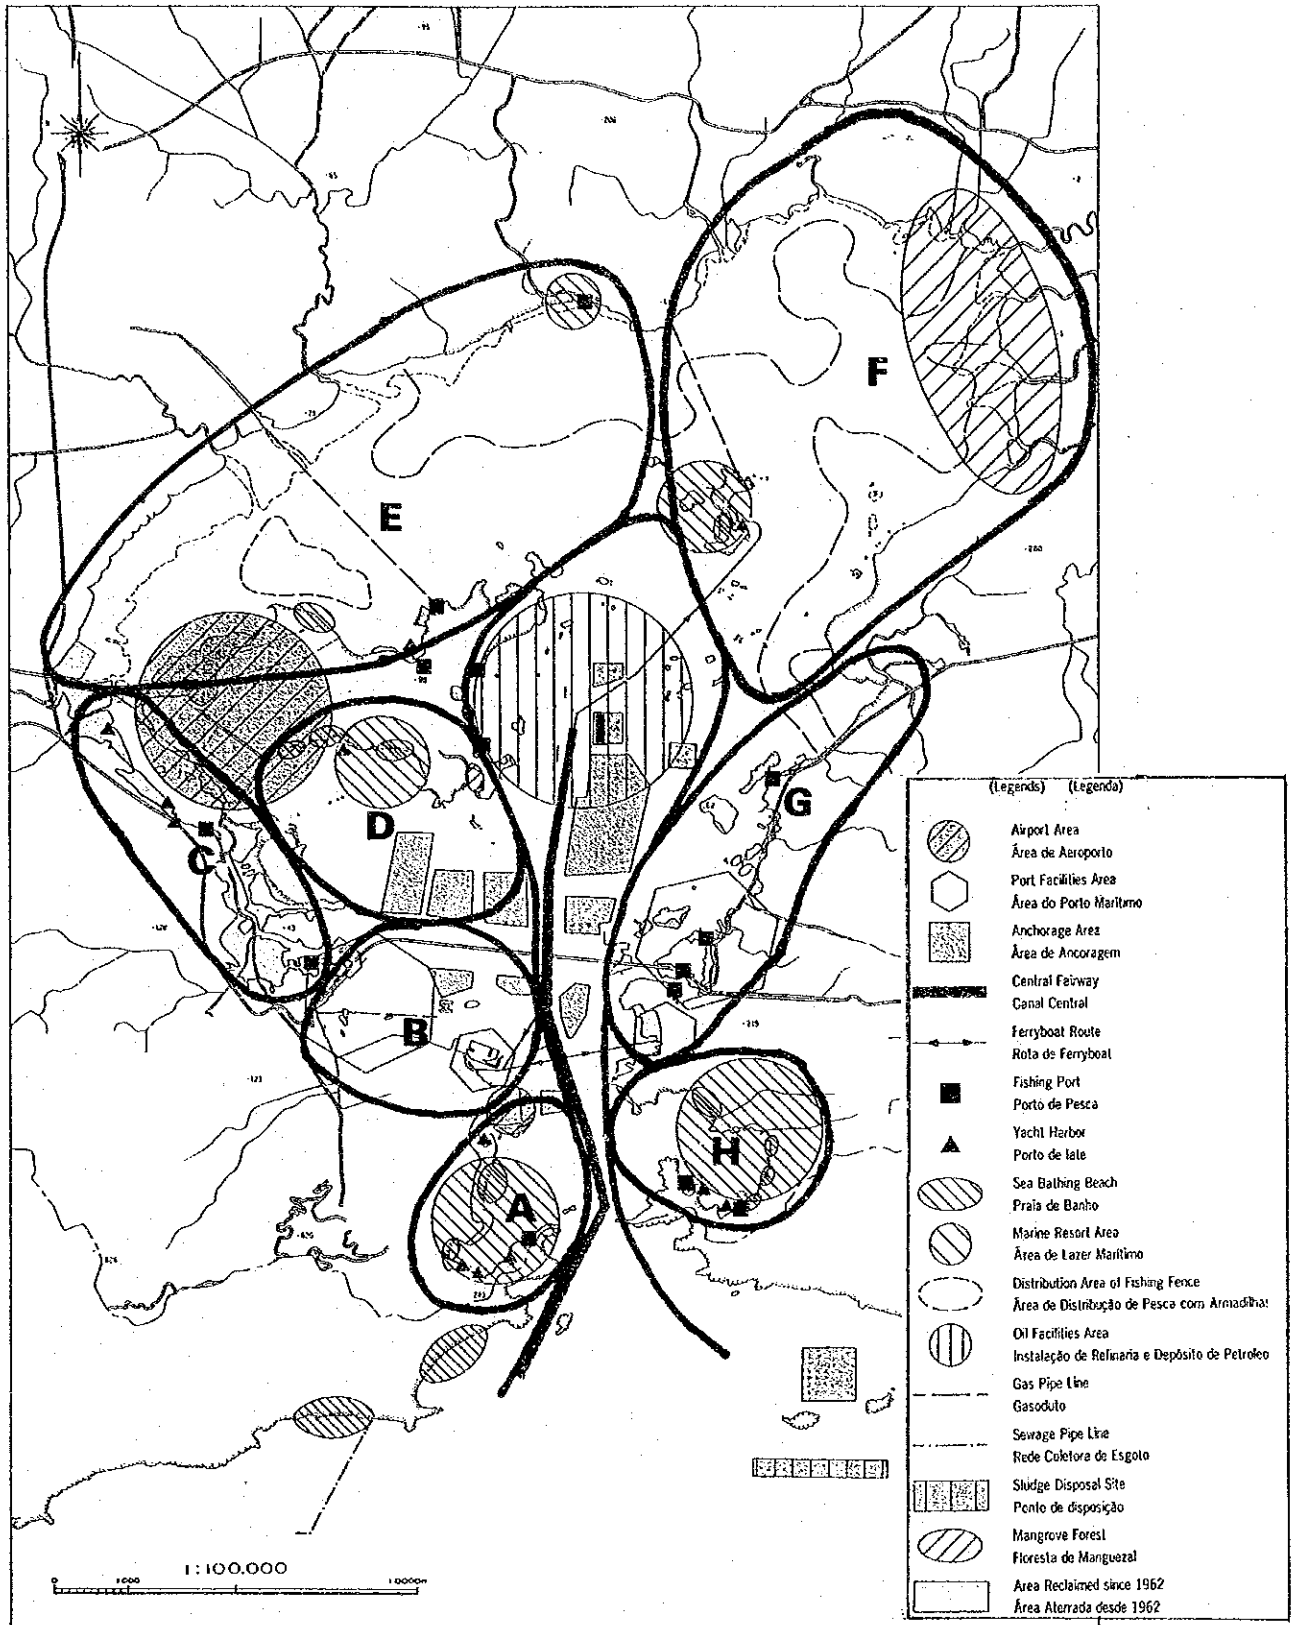 E
F
G
D
C
B
A
H
(Legends) (Legenda)
Airport Area
Área de Aeroporto
Port Facilities Area
Área do Porto Marítimo
Anchorage Area
Área de Ancoragem
Central Fairway
Canal Central
Ferryboat Route
Rota de Ferryboat
Fishing Port
Porto de Pesca
Yacht Harbor
Porto de Iate
Sea Bathing Beach
Praia de Banho
Marine Resort Area
Área de Lazer Marítimo
Distribution Area of Fishing Fence
Área de Distribução de Pesca com Armadilhas
Oil Facilities Area
Instalação de Refinaria e Depósito de Petroleo
Gas Pipe Line
Gasoduto
Sewrage Pipe Line
Rede Coletora de Esgoto
Sludge Disposal Site
Ponto de disposição
Mangrove Forest
Floresta de Manguezal
Area Reclaimed since 1962
Área Aterrada desde 1962
1:100.000